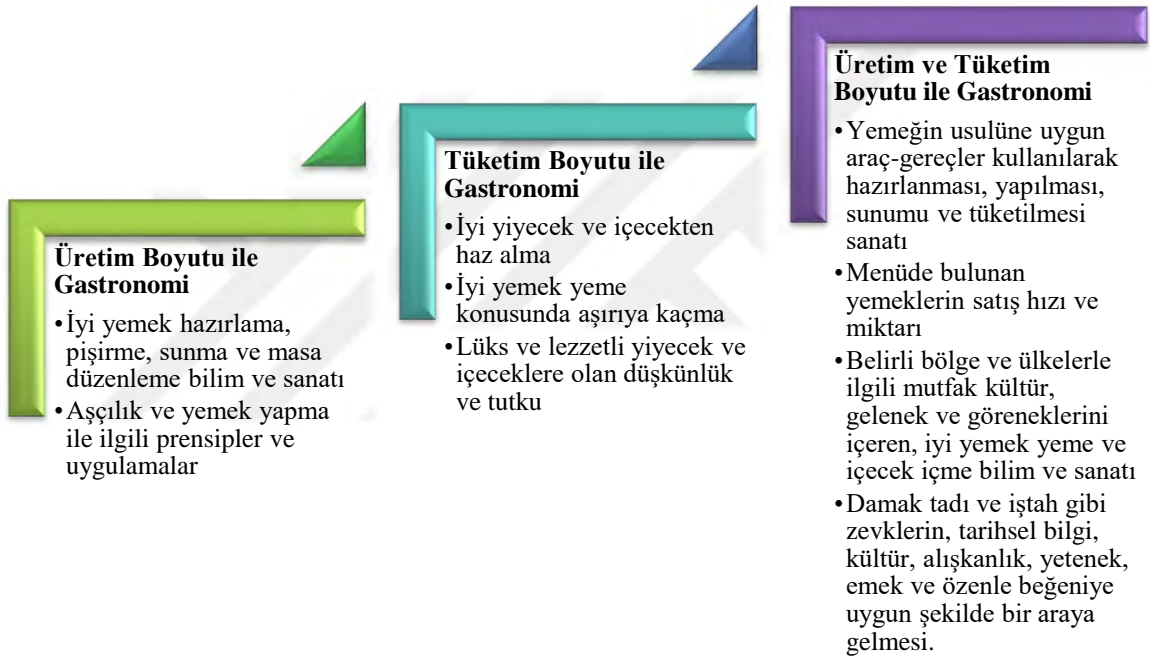 Üretim Boyutu ile
Gastronomi
•İyi yemek hazırlama,
pişirme, sunma ve masa
düzenleme bilim ve sanatı
•Aşçılık ve yemek yapma
ile ilgili prensipler ve
uygulamalar
Tüketim Boyutu ile
Gastronomi
•İyi yiyecek ve içecekten
haz alma
•İyi yemek yeme
konusunda aşırıya kaçma
•Lüks ve lezzetli yiyecek ve
içeceklere olan düşkünlük
ve tutku
Üretim ve Tüketim
Boyutu ile Gastronomi
•Yemeğin usulüne uygun
araç-gereçler kullanılarak
hazırlanması, yapılması,
sunumu ve tüketilmesi
sanatı
•Menüde bulunan
yemeklerin satış hızı ve
miktarı
•Belirli bölge ve ülkelerle
ilgili mutfak kültür,
gelenek ve göreneklerini
içeren, iyi yemek yeme ve
içecek içme bilim ve sanatı
•Damak tadı ve iştah gibi
zevklerin, tarihsel bilgi,
kültür, alışkanlık, yetenek,
emek ve özenle beğeniye
uygun şekilde bir araya
gelmesi.